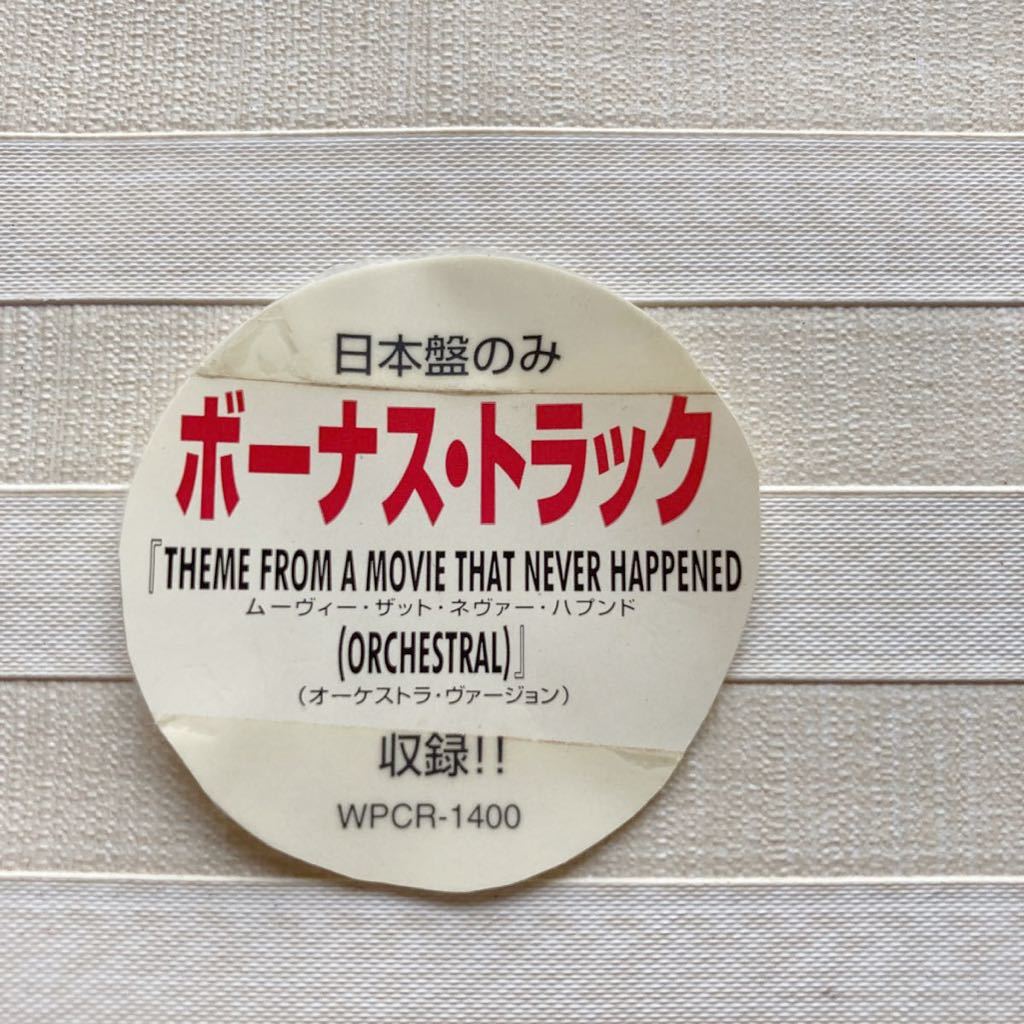 日本盤のみ
ボーナス・トラック
『THEME FROM A MOVIE THAT NEVER HAPPENED
ムーヴィー・ザット・ネヴァー・ハプンド
(ORCHESTRAL)』
(オーケストラ・ヴァージョン)
収録!!
WPCR-1400